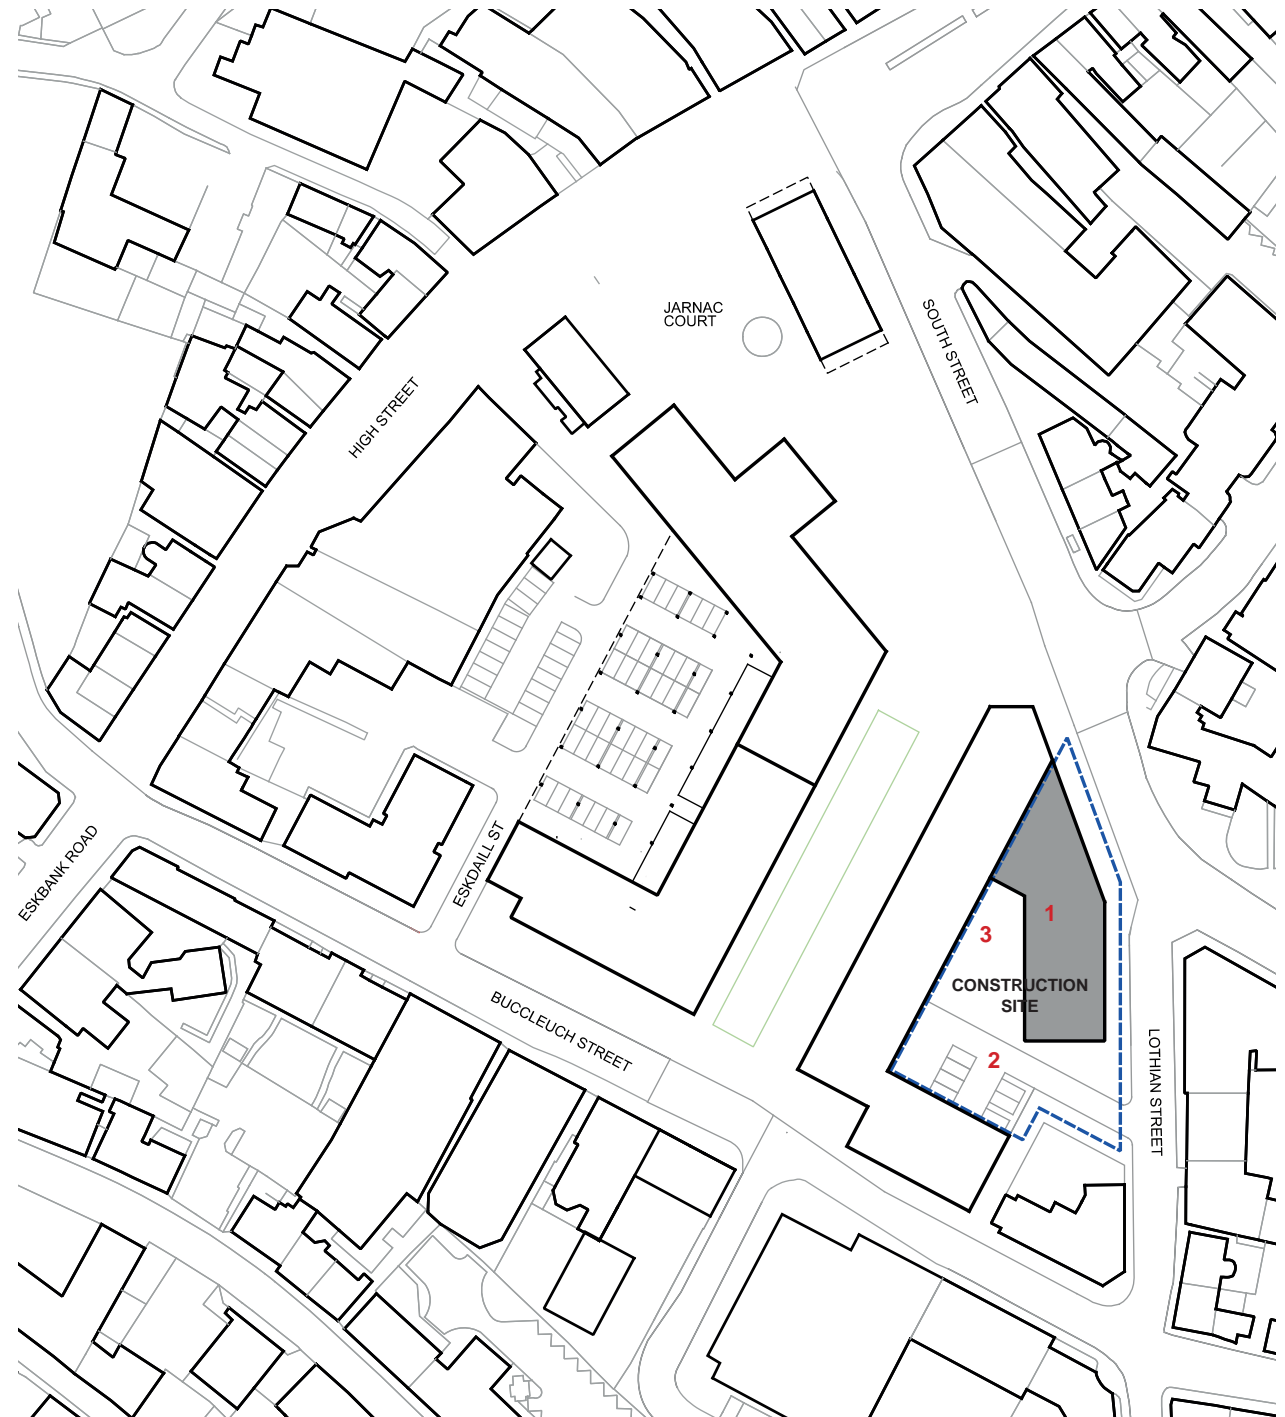 JARNAC
COURT
SOUTH STREET
HIGH STREET
ESKDAILL ST
ESKBANK ROAD
1
3
CONSTRUCTION
SITE
BUCCLEUCH STREET
2
LOTHIAN STREET